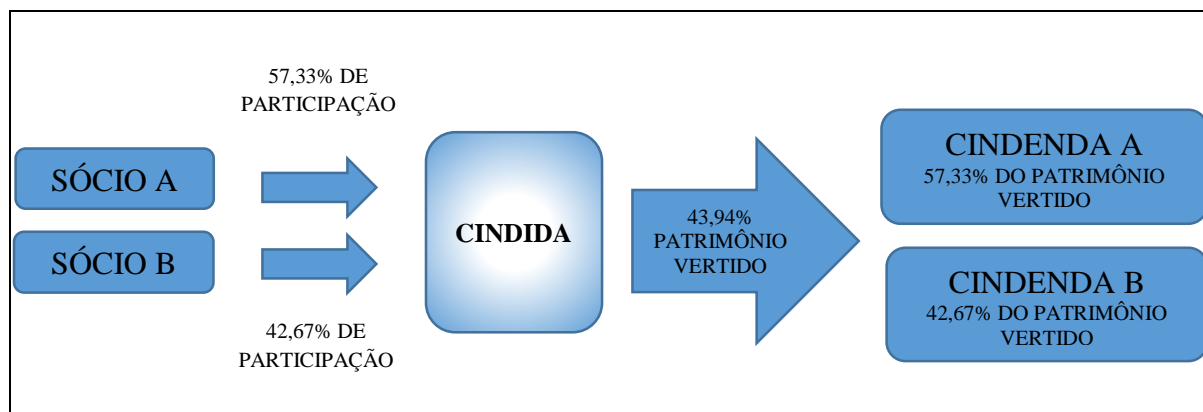 57,33% DE
PARTICIPAÇÃO
SÓCIO A
SÓCIO B
42,67% DE
PARTICIPAÇÃO
CINDIDA
43,94%
PATRIMÔNIO
VERTIDO
CINDENDA A
57,33% DO PATRIMÔNIO
VERTIDO
CINDENDA B
42,67% DO PATRIMÔNIO
VERTIDO